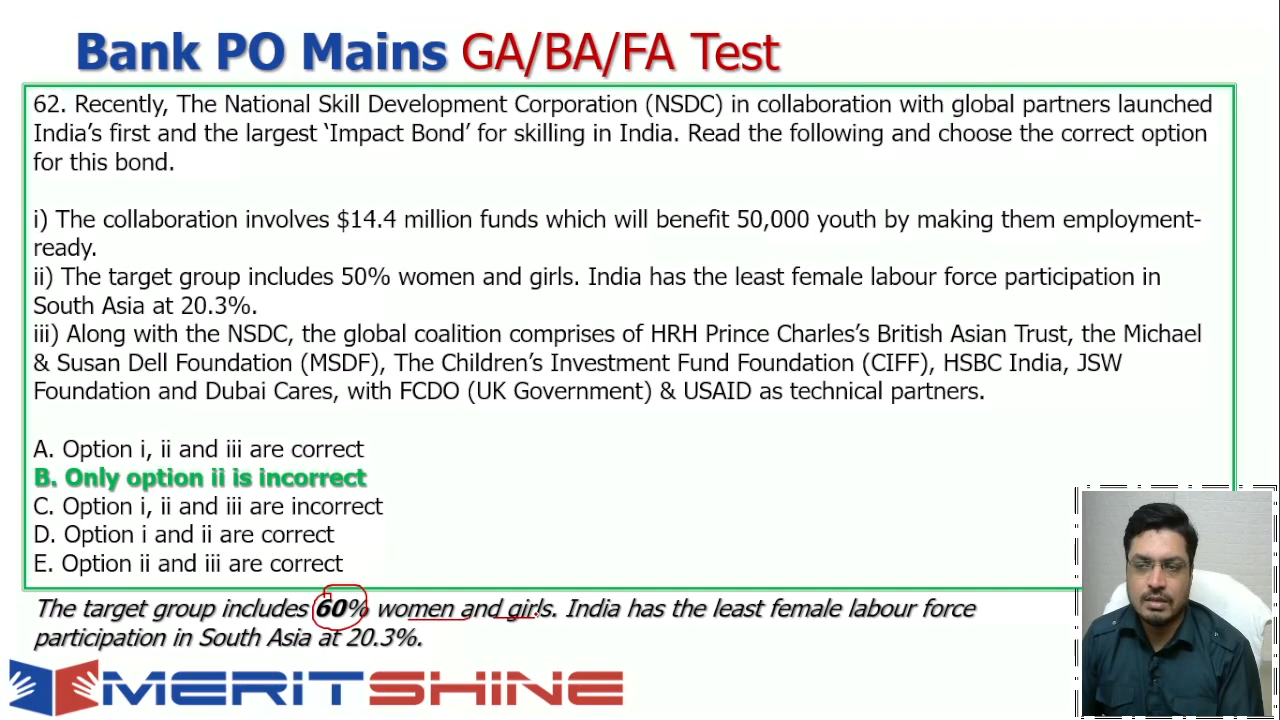 Bank PO Mains GA/BA/FA Test
62. Recently, The National Skill Development Corporation (NSDC) in collaboration with global partners launched
India's first and the largest 'Impact Bond' for skilling in India. Read the following and choose the correct option
for this bond.
i) The collaboration involves $14.4 million funds which will benefit 50,000 youth by making them employment-
ready.
ii) The target group includes 50% women and girls. India has the least female labour force participation in
South Asia at 20.3%.
iii) Along with the NSDC, the global coalition comprises of HRH Prince Charles's British Asian Trust, the Michael
& Susan Dell Foundation (MSDF), The Children's Investment Fund Foundation (CIFF), HSBC India, JSW
Foundation and Dubai Cares, with FCDO (UK Government) & USAID as technical partners.
A. Option i, ii and iii are correct
B. Only option ii is incorrect
C. Option i, ii and iii are incorrect
D. Option i and ii are correct
E. Option ii and iii are correct
The target group includes 60% women and girls. India has the least female labour force
participation in South Asia at 20.3%.
MERITSHINE